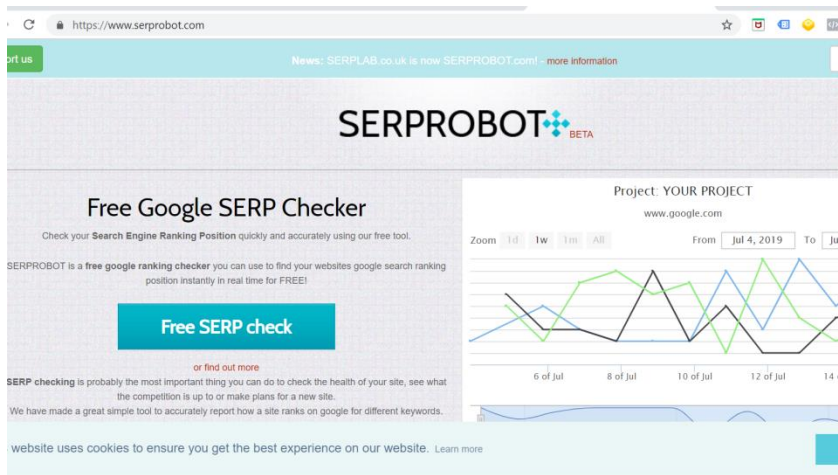 https://www.serprobot.com
ort us
News: SERPLAB.co.uk is now SERPROBOT.com! - more information
SERPROBOT
BETA
Free Google SERP Checker
Check your Search Engine Ranking Position quickly and accurately using our free tool.
SERPROBOT is a free google ranking checker you can use to find your websites google search ranking
position instantly in real time for FREE!
Free SERP check
or find out more
SERP checking is probably the most important thing you can do to check the health of your site, see what
the competition is up to or make plans for a new site.
We have made a great simple tool to accurately report how a site ranks on google for different keywords.
Project: YOUR PROJECT
www.google.com
Zoom 1d 1w 1m All From Jul 4, 2019 To Ju
6 of Jul 8 of Jul 10 of Jul 12 of Jul 14
website uses cookies to ensure you get the best experience on our website. Learn more